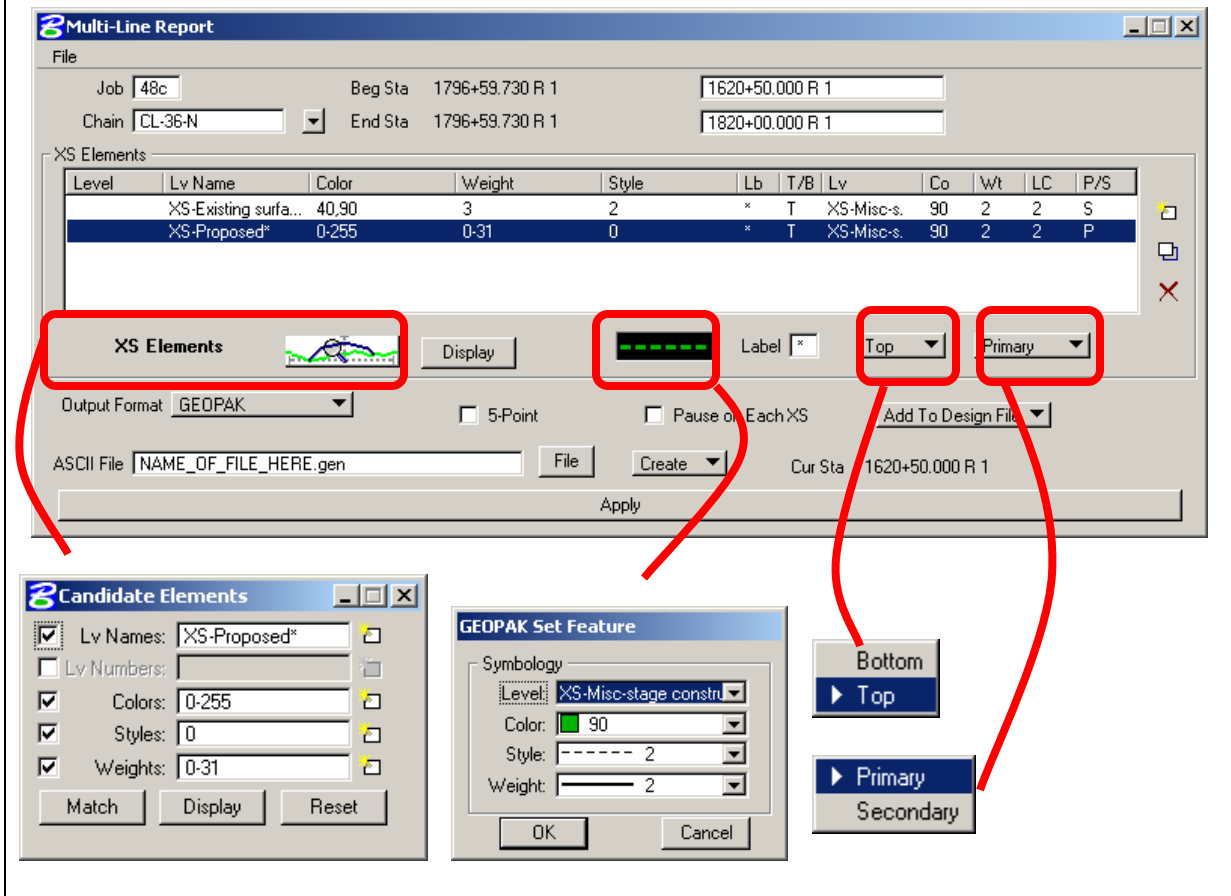 Multi-Line Report
File
Job 48c Beg Sta 1796+59.730 R 1 1620+50.000 R 1
Chain CL-36-N End Sta 1796+59.730 R 1 1820+00.000 R 1
XS Elements
Level Lv Name Color Weight Style Lb T/B Lv Co Wt LC P/S
XS-Existing surfa... 40,90 3 2 * T XS-Misc-s. 90 2 2 S
XS-Proposed* 0-255 0-31 0 * T XS-Misc-s. 90 2 2 P
XS Elements Display Label * Top Primary
Output Format GEOPAK 5-Point Pause on Each XS Add To Design File
ASCII File NAME_OF_FILE_HERE.gen File Create Cur Sta 1620+50.000 R 1
Apply
Candidate Elements
Lv Names: XS-Proposed*
Lv Numbers:
Colors: 0-255
Styles: 0
Weights: 0-31
Match Display Reset
GEOPAK Set Feature
Symbology
Level: XS-Misc-stage constru
Color: 90
Style: 2
Weight: 2
OK Cancel
Bottom
Top
Primary
Secondary